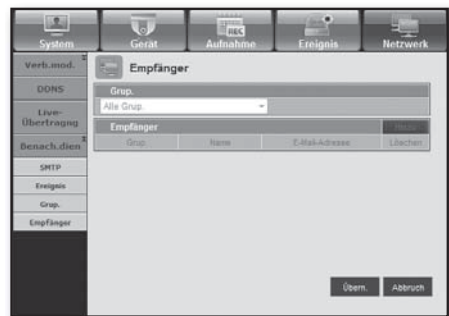 System Gerät Aufnahme Ereignis Netzwerk
Verb.mod.
DDNS
Live-
Übertragng
Benach.dien
SMTP
Ereignis
Grup.
Empfänger
Empfänger
Grup.
Alle Grup.
Empfänger
Grup. Name E-Mail-Adresse Löschen
Übern. Abbruch